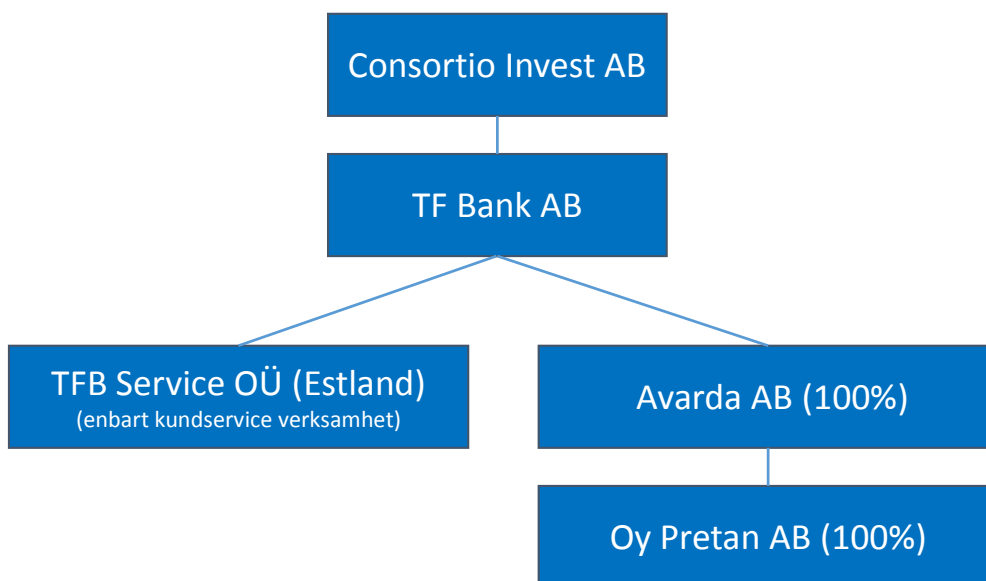 Consortio Invest AB
TF Bank AB
TFB Service OÜ (Estland)
(enbart kundservice verksamhet)
Avarda AB (100%)
Oy Pretan AB (100%)